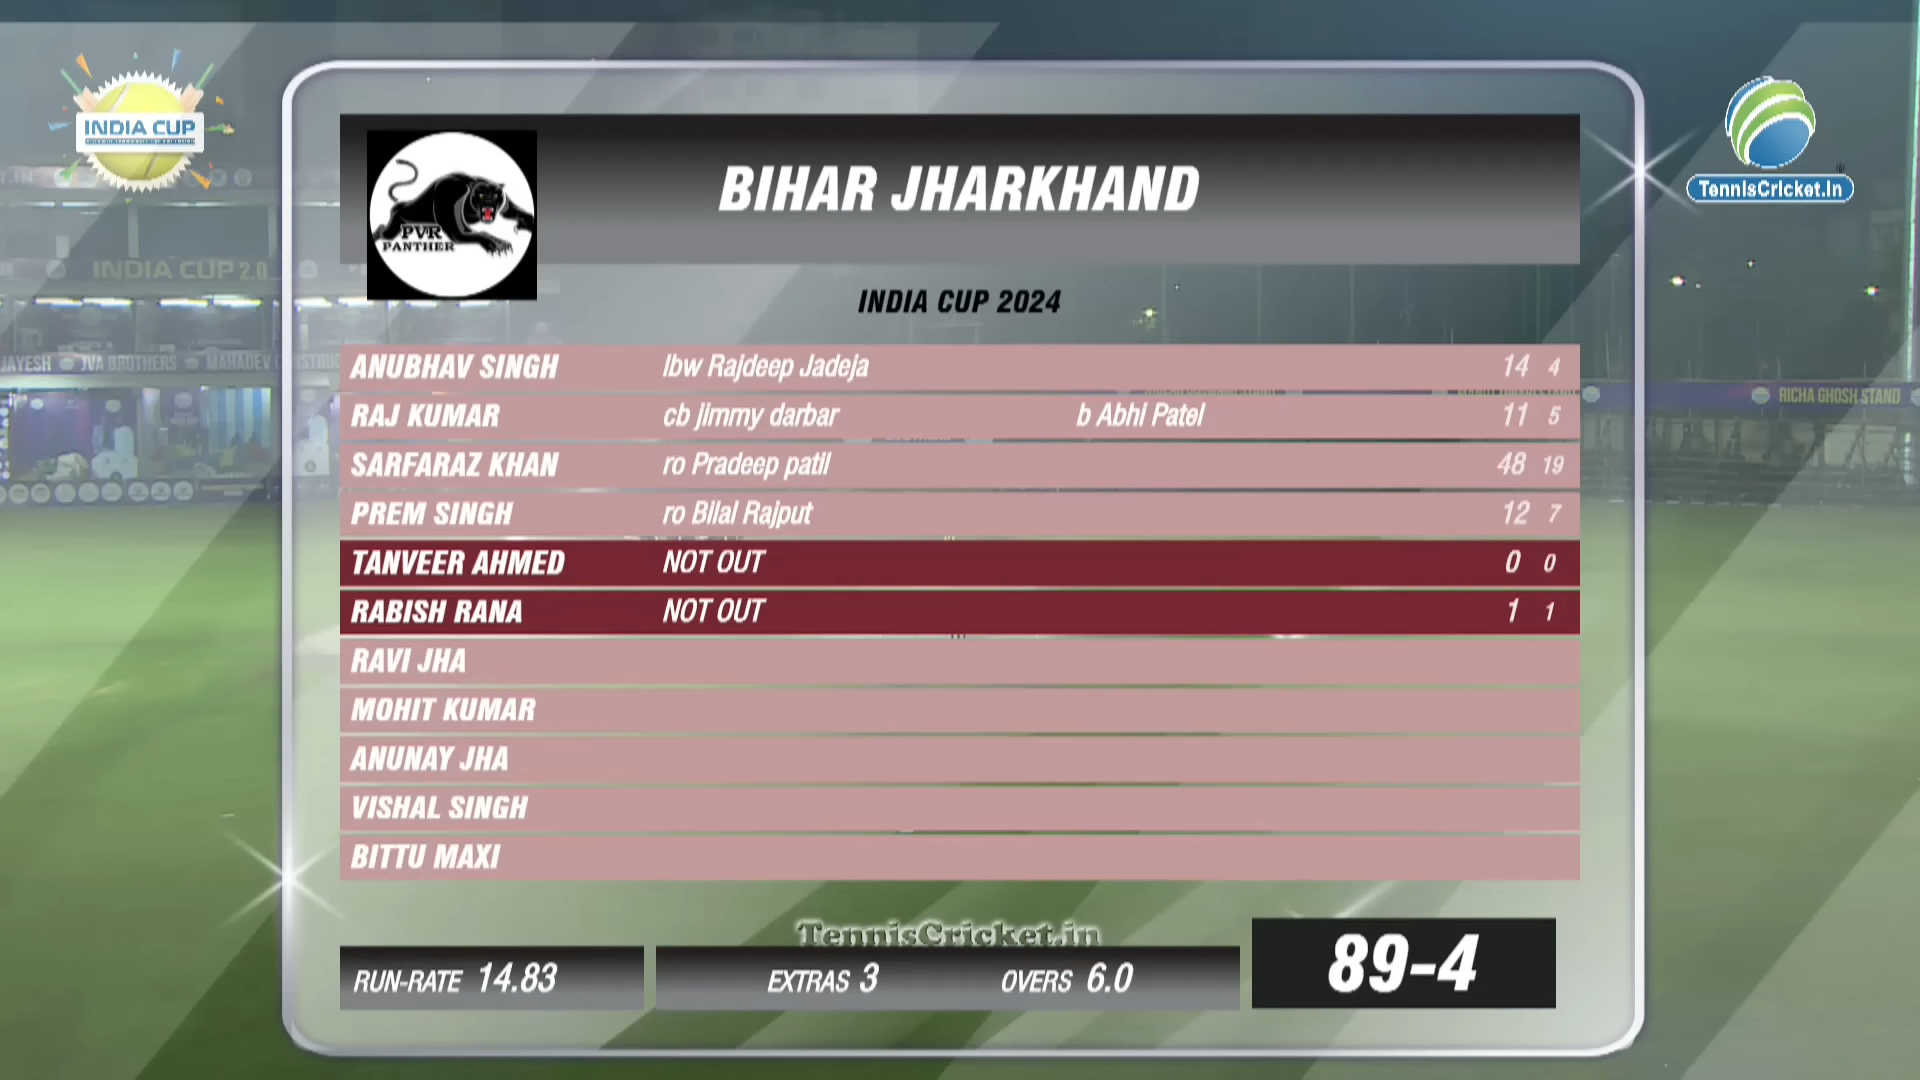 INDIA CUP
TennisCricket.in
PVR
PANTHER
BIHAR JHARKHAND
INDIA CUP 2024
INDIA CUP 2.0
JAYESH JVA BROTHERS MAHADEV
RICHA GHOSH STAND
ANUBHAV SINGH lbw Rajdeep Jadeja 14 4
RAJ KUMAR cb jimmy darbar b Abhi Patel 11 5
SARFARAZ KHAN ro Pradeep patil 48 19
PREM SINGH ro Bilal Rajput 12 7
TANVEER AHMED NOT OUT 0 0
RABISH RANA NOT OUT 1 1
RAVI JHA
MOHIT KUMAR
ANUNAY JHA
VISHAL SINGH
BITTU MAXI
TennisCricket.in
RUN-RATE 14.83 EXTRAS 3 OVERS 6.0 89-4